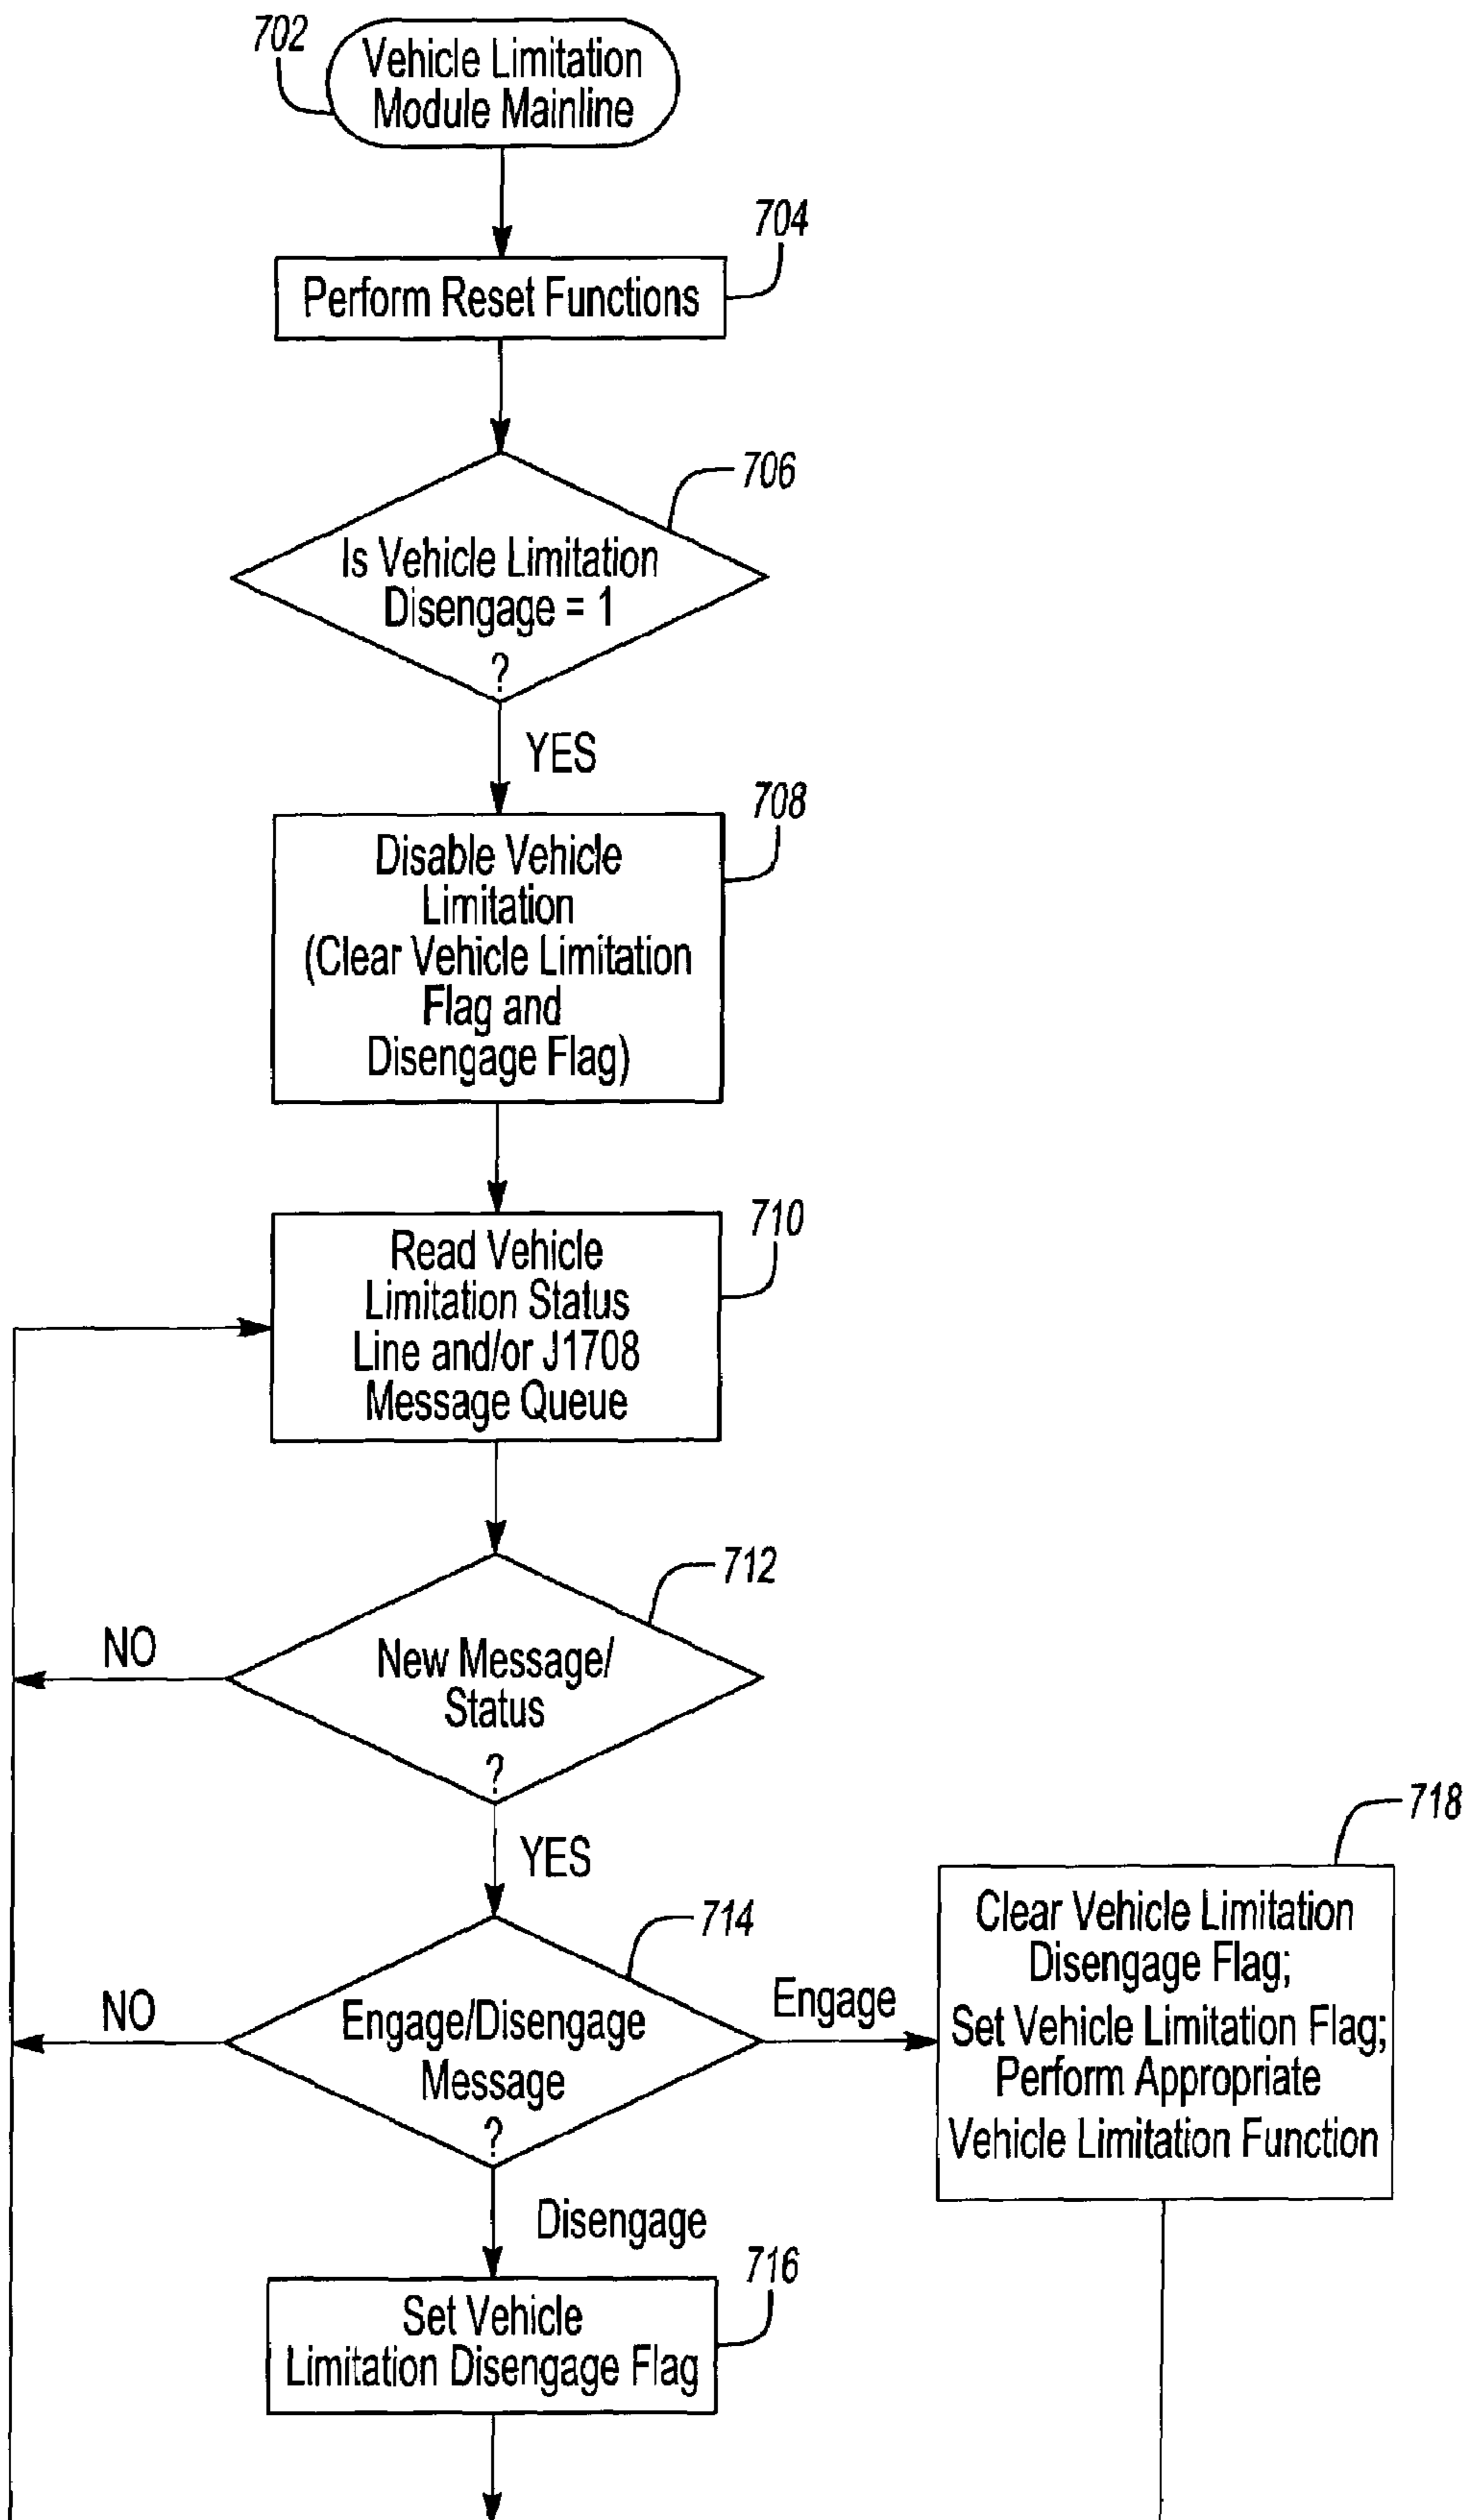 702
Vehicle Limitation
Module Mainline
704
Perform Reset Functions
706
Is Vehicle Limitation
Disengage = 1
?
YES
708
Disable Vehicle
Limitation
(Clear Vehicle Limitation
Flag and
Disengage Flag)
710
Read Vehicle
Limitation Status
Line and/or J1708
Message Queue
712
NO
New Message/
Status
?
YES
714
NO
Engage/Disengage
Message
?
Engage
718
Clear Vehicle Limitation
Disengage Flag;
Set Vehicle Limitation Flag;
Perform Appropriate
Vehicle Limitation Function
Disengage
716
Set Vehicle
Limitation Disengage Flag